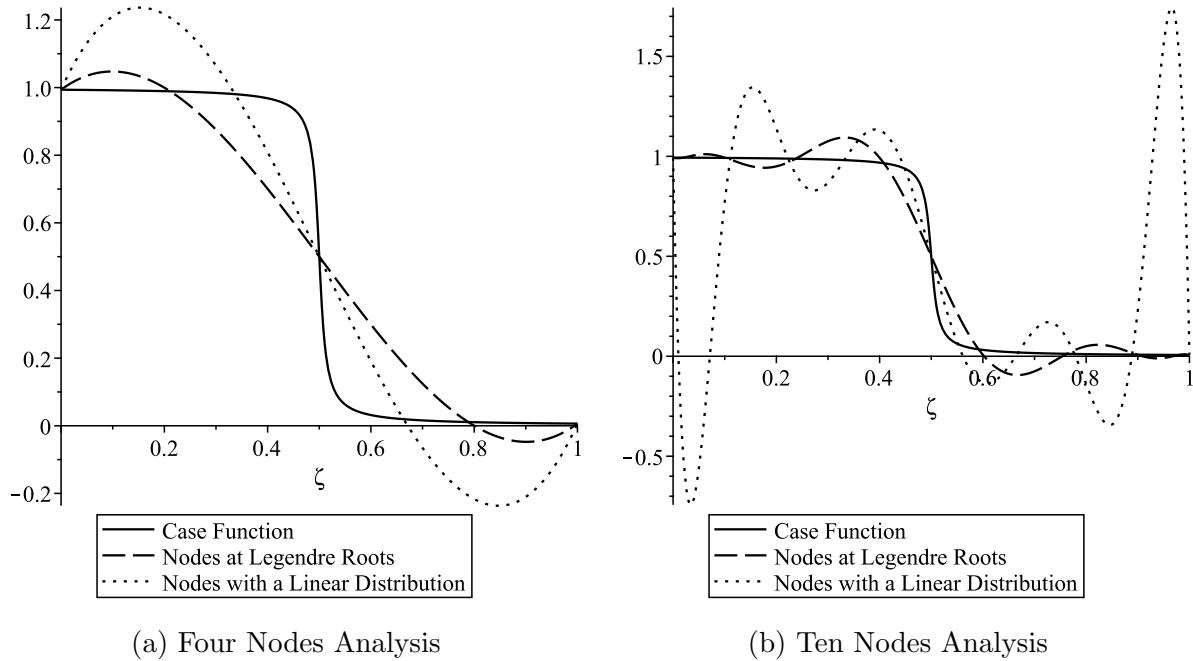 1.2
1.0
0.8
0.6
0.4
0.2
0
−0.2
0.2
0.4
0.6
0.8
1
ζ
Case Function
Nodes at Legendre Roots
Nodes with a Linear Distribution
(a) Four Nodes Analysis
1.5
1
0.5
0
−0.5
0.2
0.4
0.6
0.8
1
ζ
Case Function
Nodes at Legendre Roots
Nodes with a Linear Distribution
(b) Ten Nodes Analysis